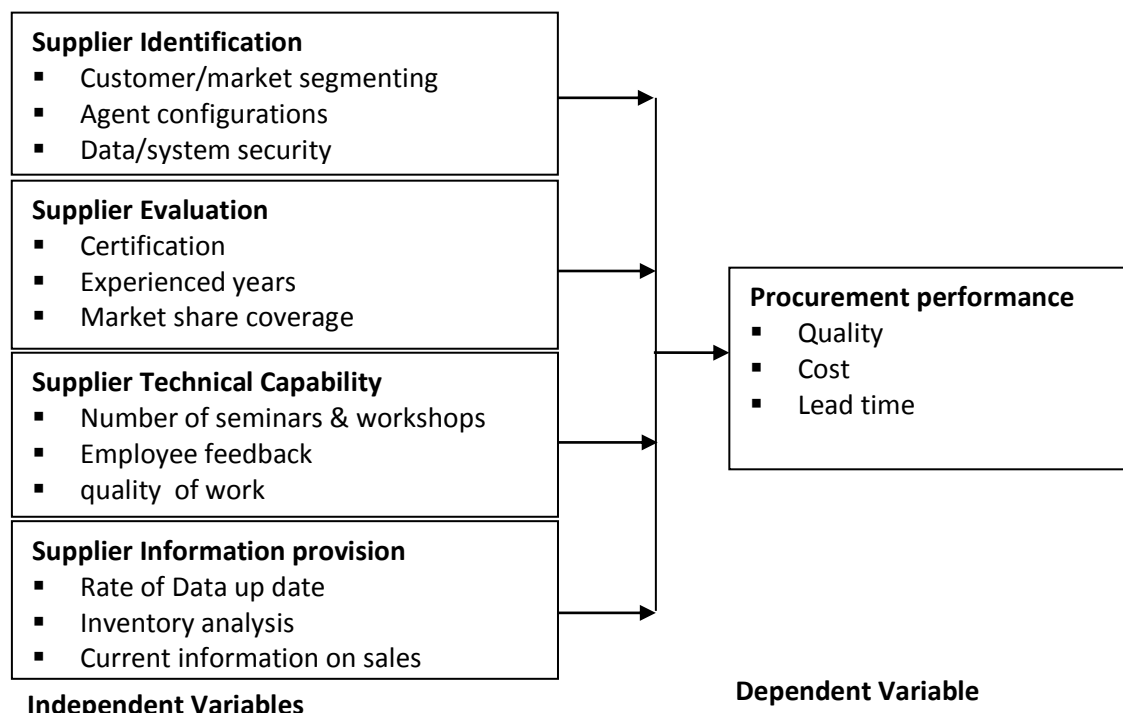 Supplier Identification
▪ Customer/market segmenting
▪ Agent configurations
▪ Data/system security
Supplier Evaluation
▪ Certification
▪ Experienced years
▪ Market share coverage
Supplier Technical Capability
▪ Number of seminars & workshops
▪ Employee feedback
▪ quality of work
Supplier Information provision
▪ Rate of Data up date
▪ Inventory analysis
▪ Current information on sales
Independent Variables
Procurement performance
▪ Quality
▪ Cost
▪ Lead time
Dependent Variable